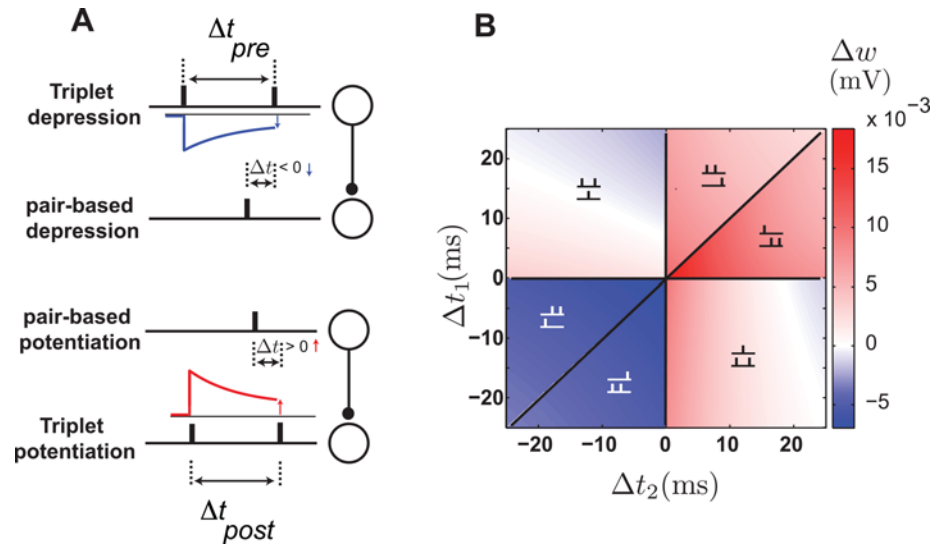 A
Δt pre
Triplet
depression
Δt < 0 ↓
pair-based
depression
pair-based
potentiation
Δt > 0 ↑
Triplet
potentiation
Δt post
B
Δw
(mV)
x 10⁻³
15
10
5
0
−5
20
10
0
−10
−20
Δt₁(ms)
−20 −10 0 10 20
Δt₂(ms)